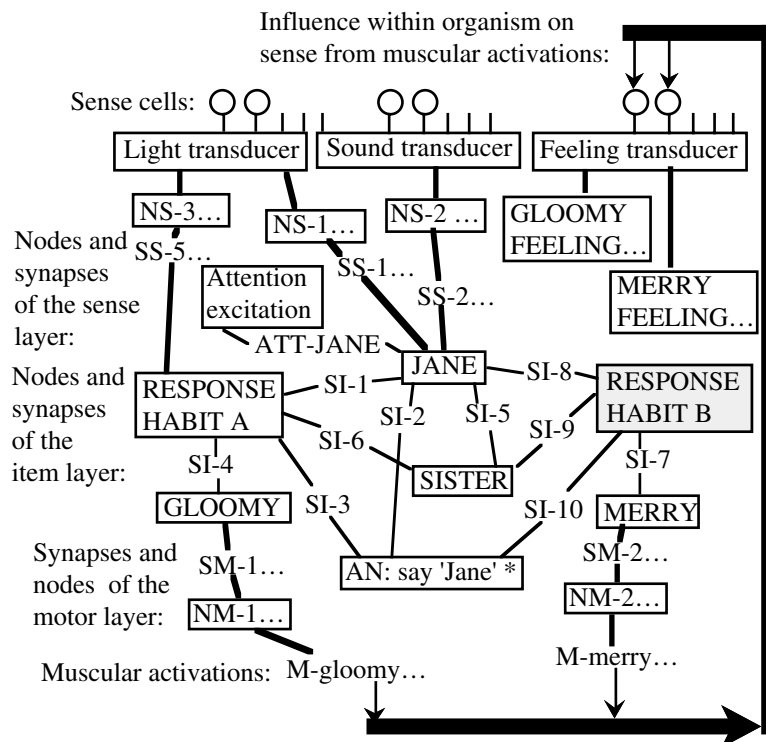 Influence within organism on
sense from muscular activations:
Sense cells:
Light transducer
Sound transducer
Feeling transducer
NS-3…
NS-1…
NS-2 …
GLOOMY
FEELING…
MERRY
FEELING…
Nodes and
synapses
of the sense
layer:
SS-5…
SS-1…
SS-2…
Attention
excitation
ATT-JANE
JANE
Nodes and
synapses
of the
item layer:
RESPONSE
HABIT A
SI-1
SI-2
SI-5
SI-8
RESPONSE
HABIT B
SI-6
SI-9
SI-4
SI-3
SISTER
SI-10
SI-7
GLOOMY
MERRY
Synapses and
nodes of the
motor layer:
SM-1…
AN: say 'Jane' *
SM-2…
NM-1…
NM-2…
Muscular activations:
M-gloomy…
M-merry…